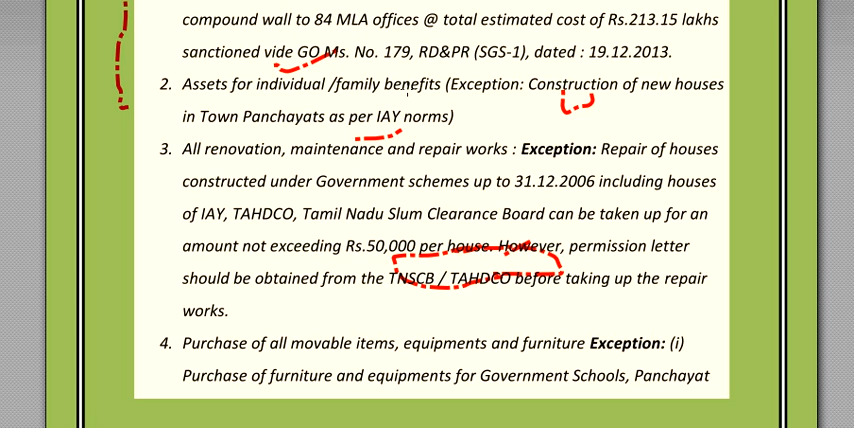 compound wall to 84 MLA offices @ total estimated cost of Rs.213.15 lakhs
sanctioned vide GO Ms. No. 179, RD&PR (SGS-1), dated : 19.12.2013.
2. Assets for individual /family benefits (Exception: Construction of new houses
in Town Panchayats as per IAY norms)
3. All renovation, maintenance and repair works : Exception: Repair of houses
constructed under Government schemes up to 31.12.2006 including houses
of IAY, TAHDCO, Tamil Nadu Slum Clearance Board can be taken up for an
amount not exceeding Rs.50,000 per house. However, permission letter
should be obtained from the TNSCB / TAHDCO before taking up the repair
works.
4. Purchase of all movable items, equipments and furniture Exception: (i)
Purchase of furniture and equipments for Government Schools, Panchayat